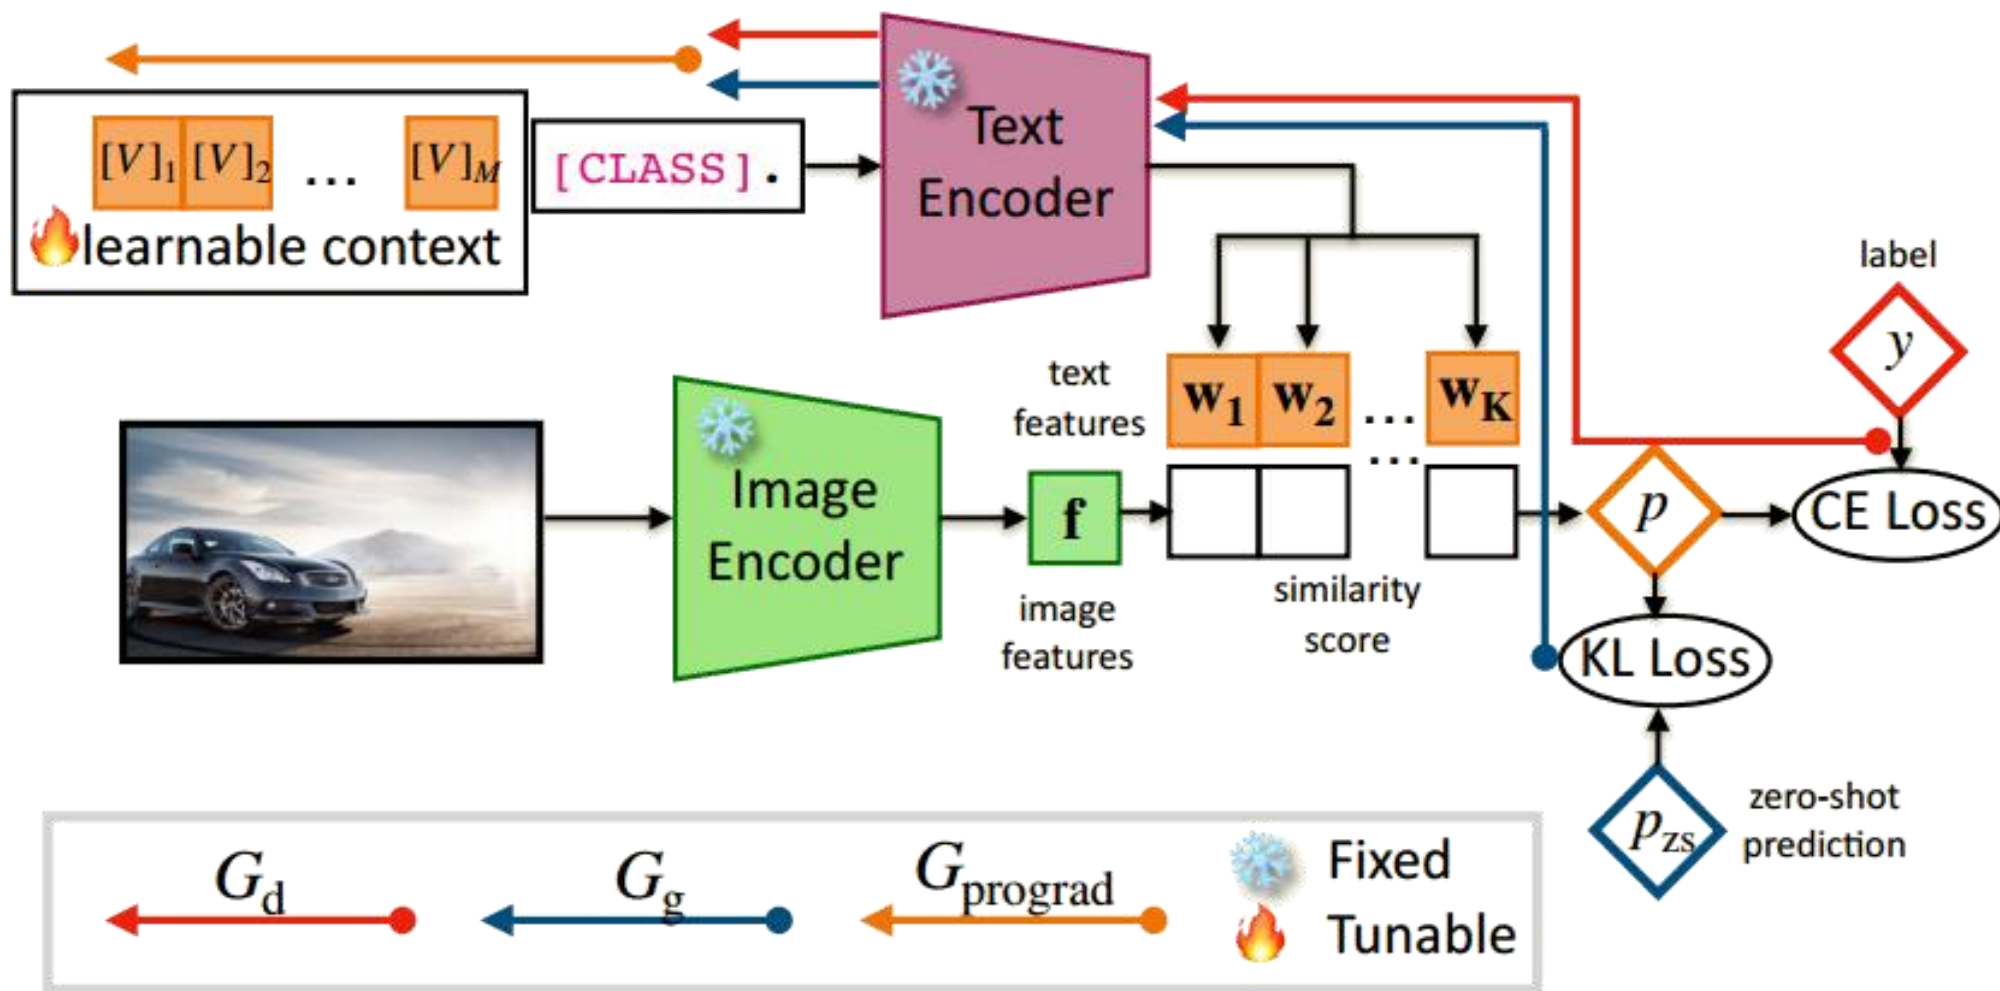 [V]1 [V]2 ... [V]M
learnable context
[CLASS].
Text
Encoder
label
y
text
features
w1 w2 ... wK
...
Image
Encoder
f
image
features
similarity
score
p
CE Loss
KL Loss
pzs
zero-shot
prediction
Gd
Gg
Gprograd
Fixed
Tunable